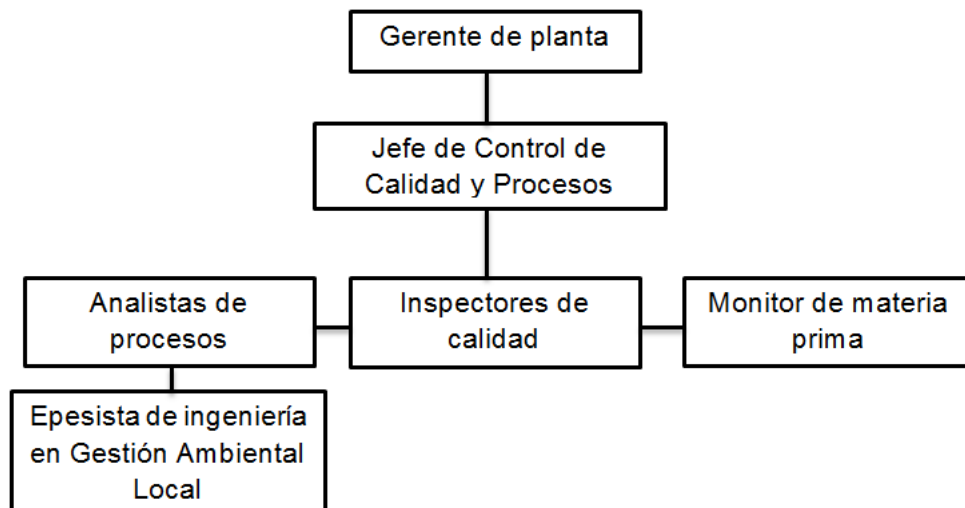 Gerente de planta
Jefe de Control de
Calidad y Procesos
Analistas de
procesos
Inspectores de
calidad
Monitor de materia
prima
Epesista de ingeniería
en Gestión Ambiental
Local